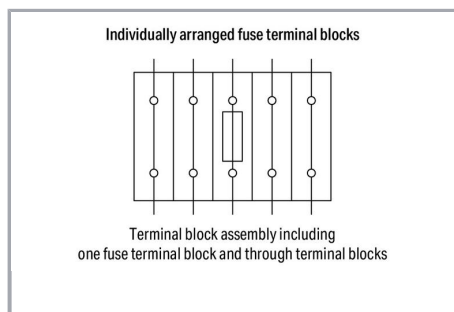 Individually arranged fuse terminal blocks
Terminal block assembly including
one fuse terminal block and through terminal blocks